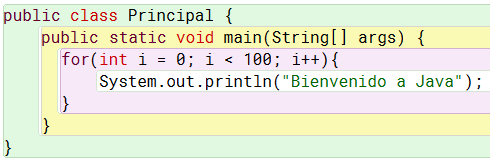 public class Principal {
public static void main(String[] args) {
for(int i = 0; i < 100; i++){
System.out.println("Bienvenido a Java");
}
}
}